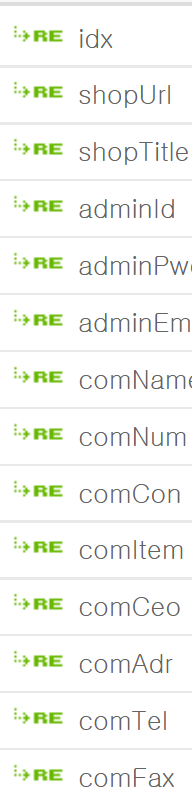 RE idx
RE shopUrl
RE shopTitle
RE adminId
RE adminPw
RE adminEm
RE comName
RE comNum
RE comCon
RE comItem
RE comCeo
RE comAdr
RE comTel
RE comFax